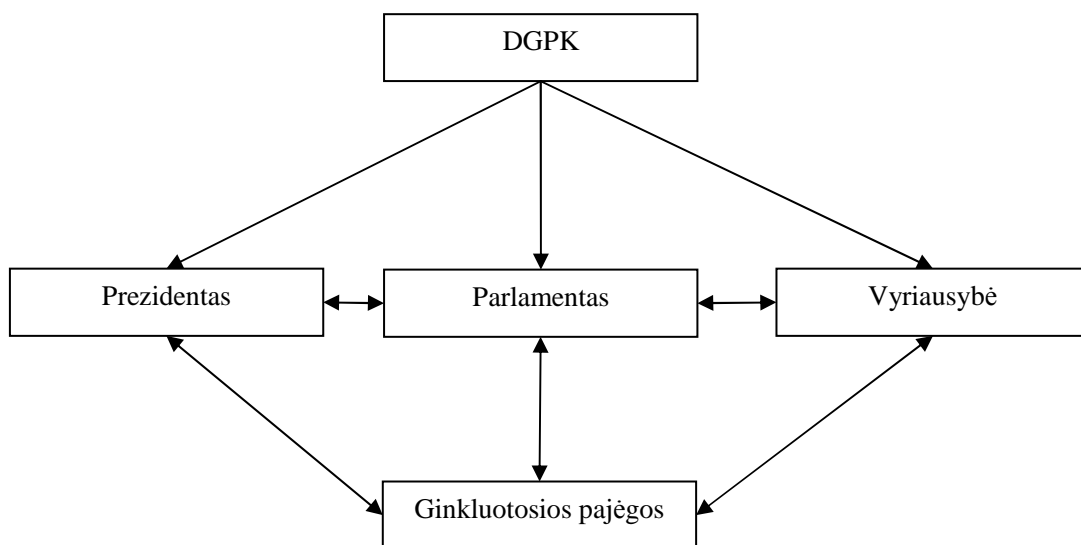 DGPK
Prezidentas
Parlamentas
Vyriausybė
Ginkluotosios pajėgos